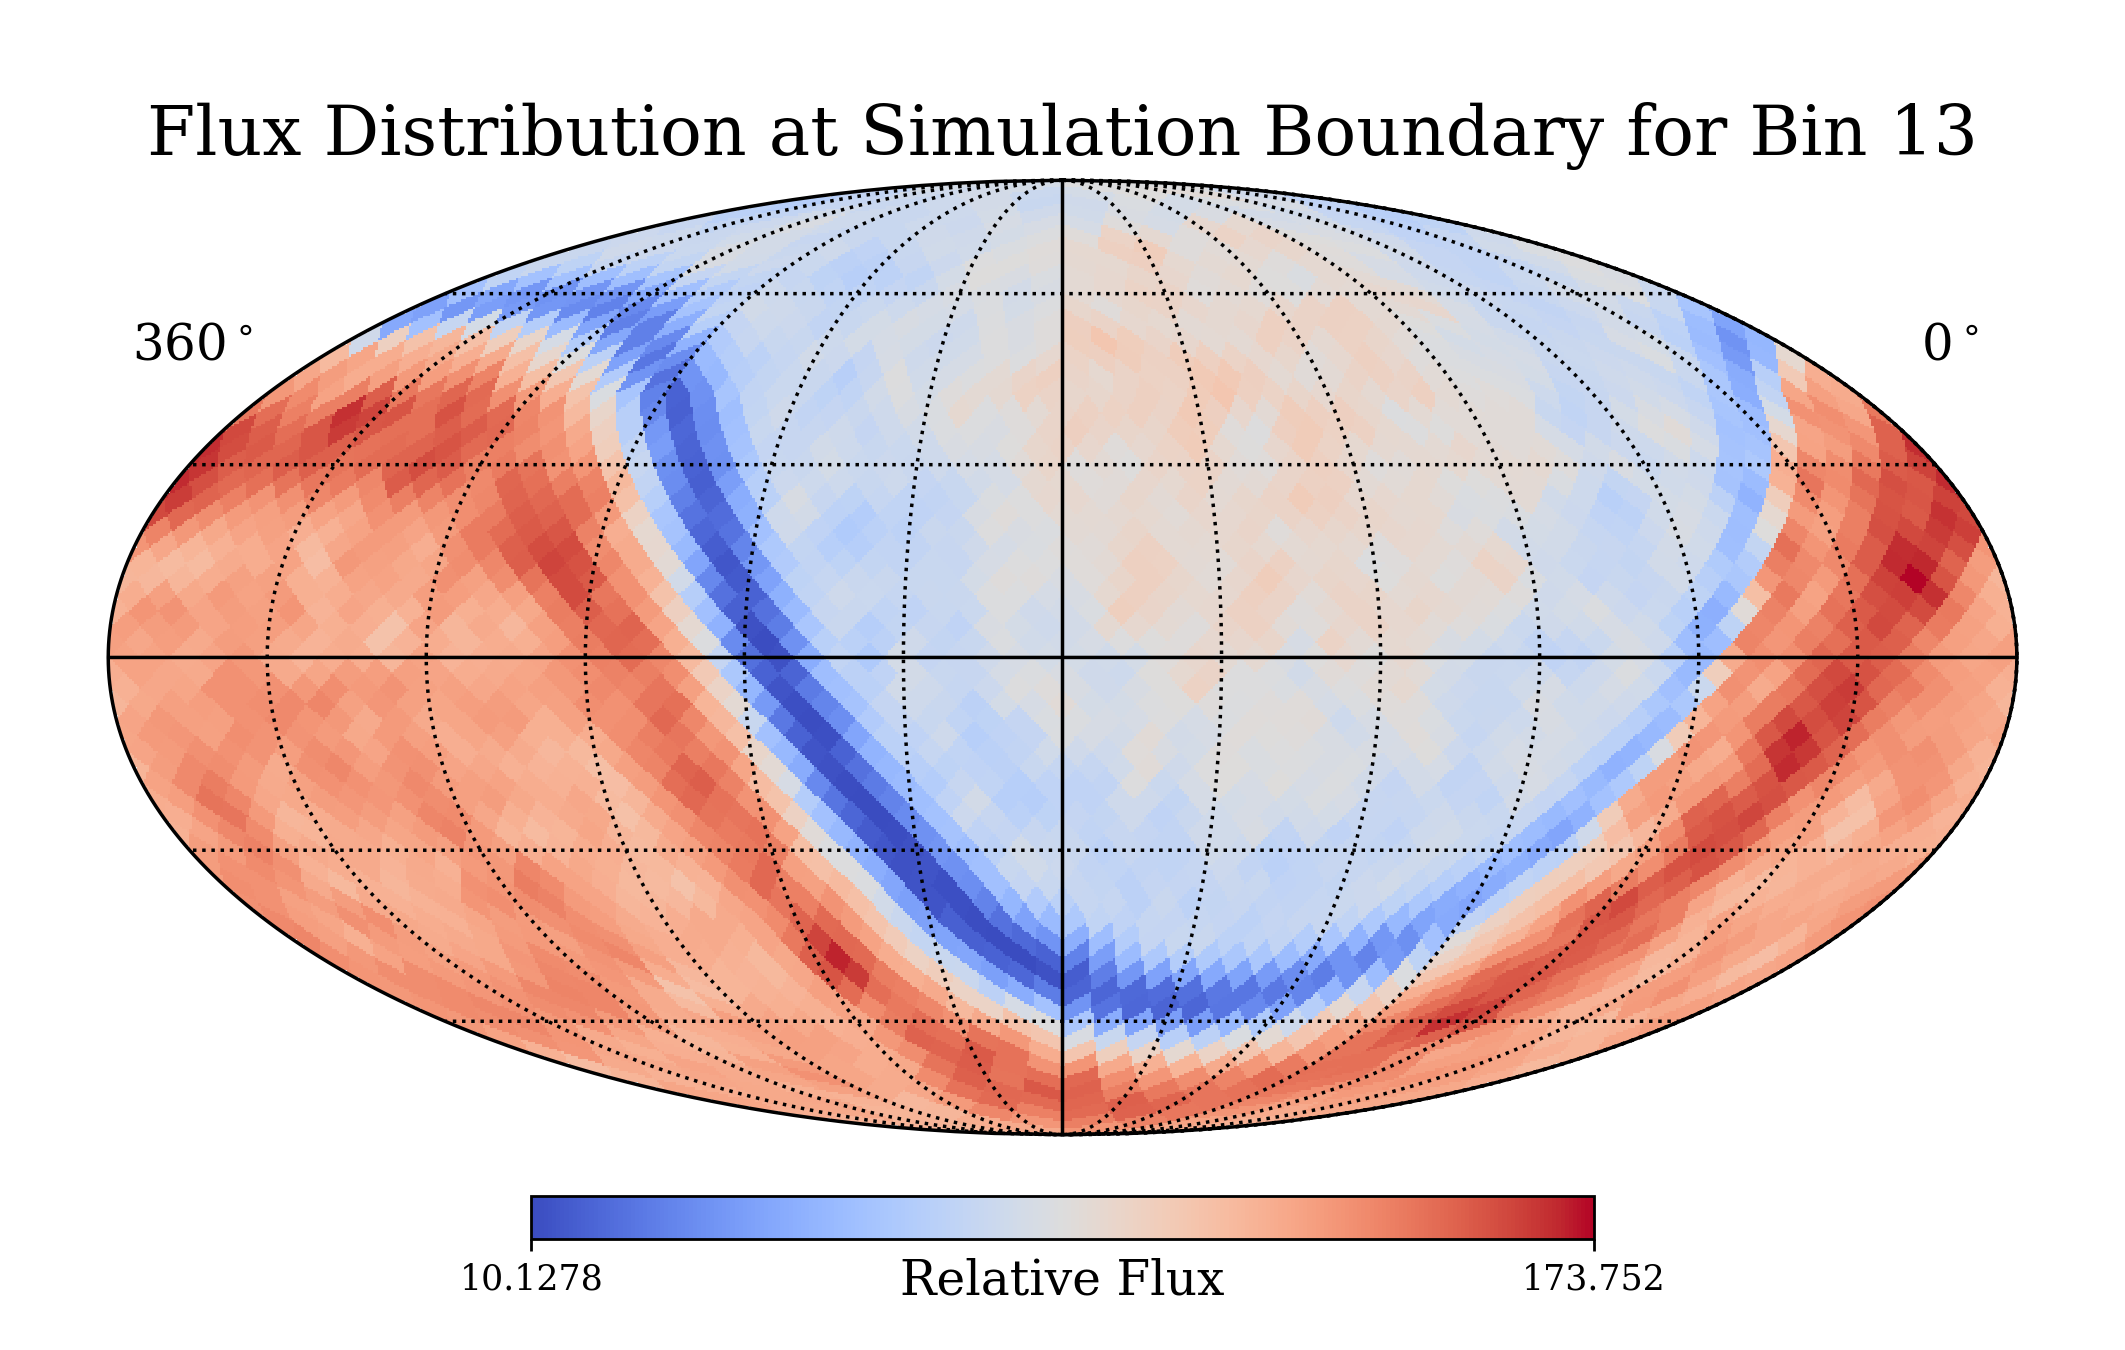 Flux Distribution at Simulation Boundary for Bin 13
360° 0°
10.1278 Relative Flux 173.752